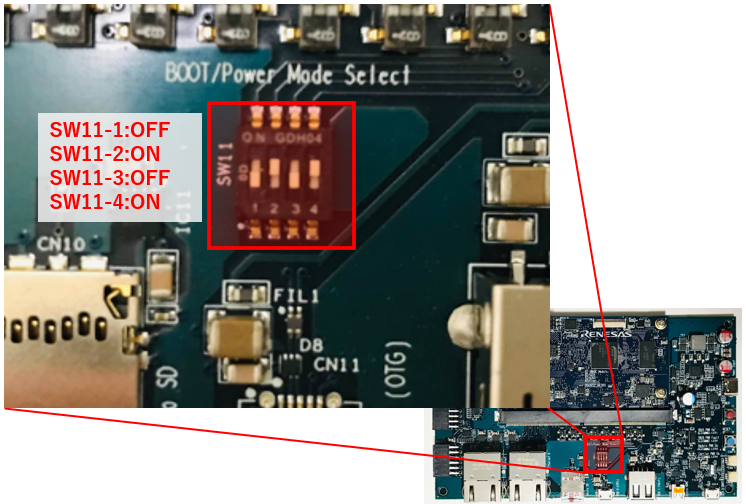 BOOT/Power Mode Select
SW11-1:OFF
SW11-2:ON
SW11-3:OFF
SW11-4:ON
SW11
ON GDH04
1 2 3 4
IC11
CN10
FIL1
D8
CN11
(OTG)
SD
RENESAS